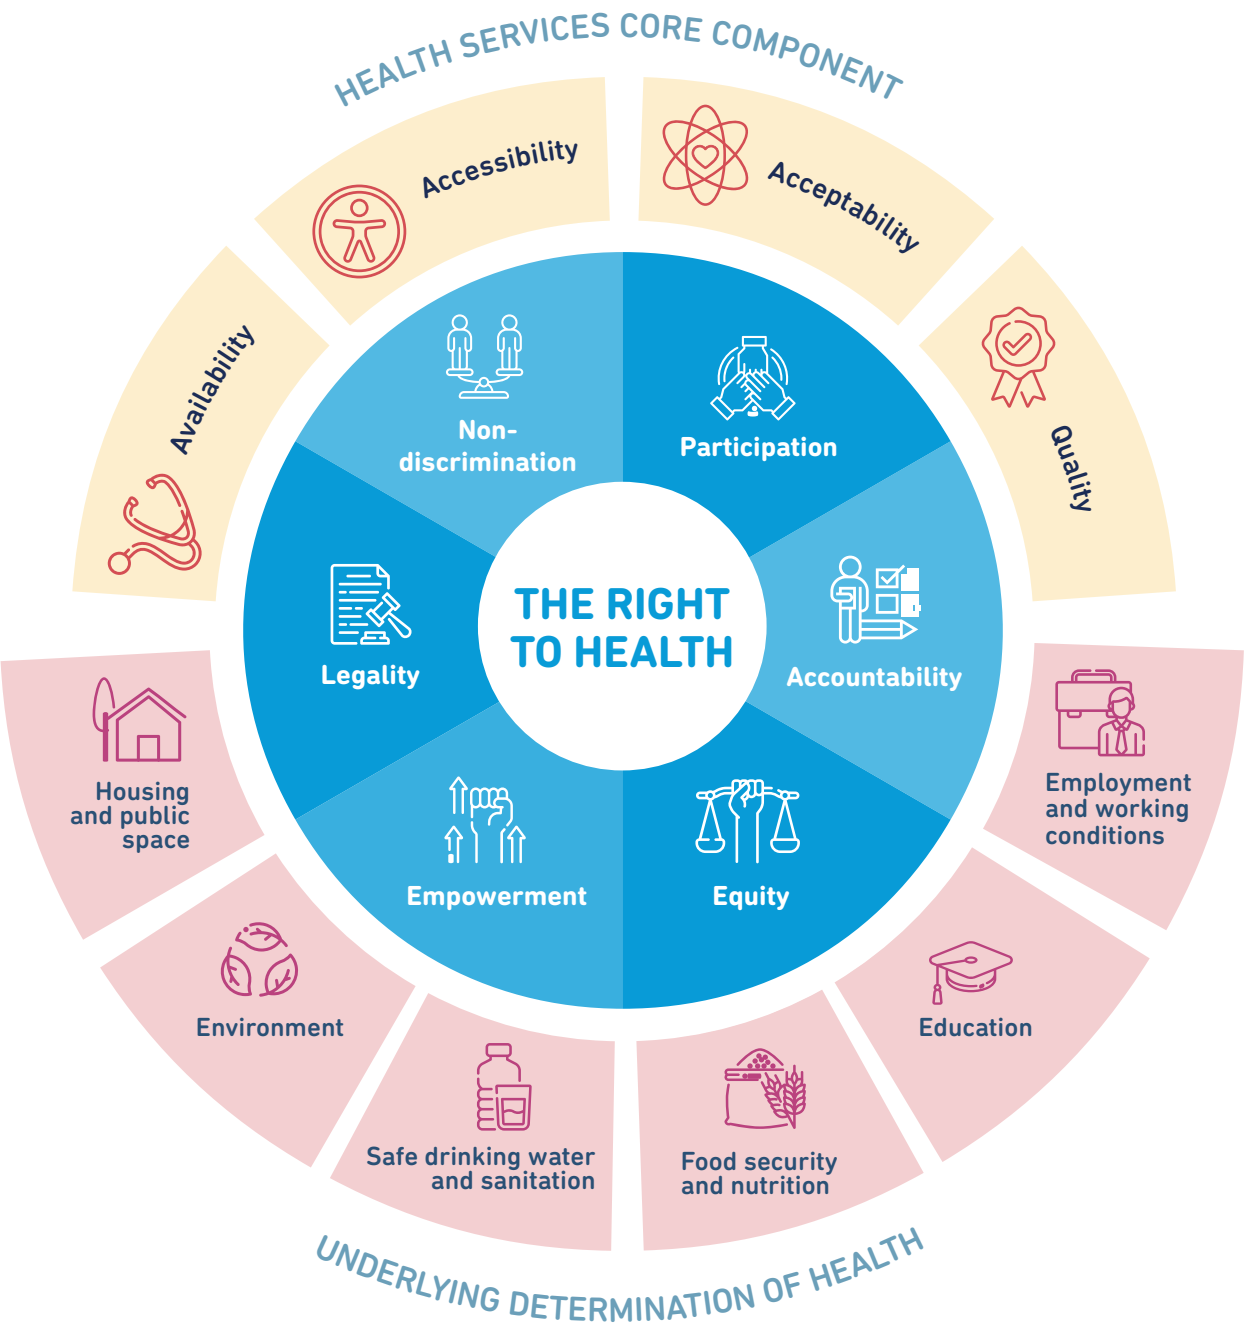 HEALTH SERVICES CORE COMPONENT
Accessibility
Acceptability
Availability
Quality
Non-
discrimination
Participation
Legality
THE RIGHT
TO HEALTH
Accountability
Empowerment
Equity
Housing
and public
space
Employment
and working
conditions
Environment
Education
Safe drinking water
and sanitation
Food security
and nutrition
UNDERLYING DETERMINATION OF HEALTH